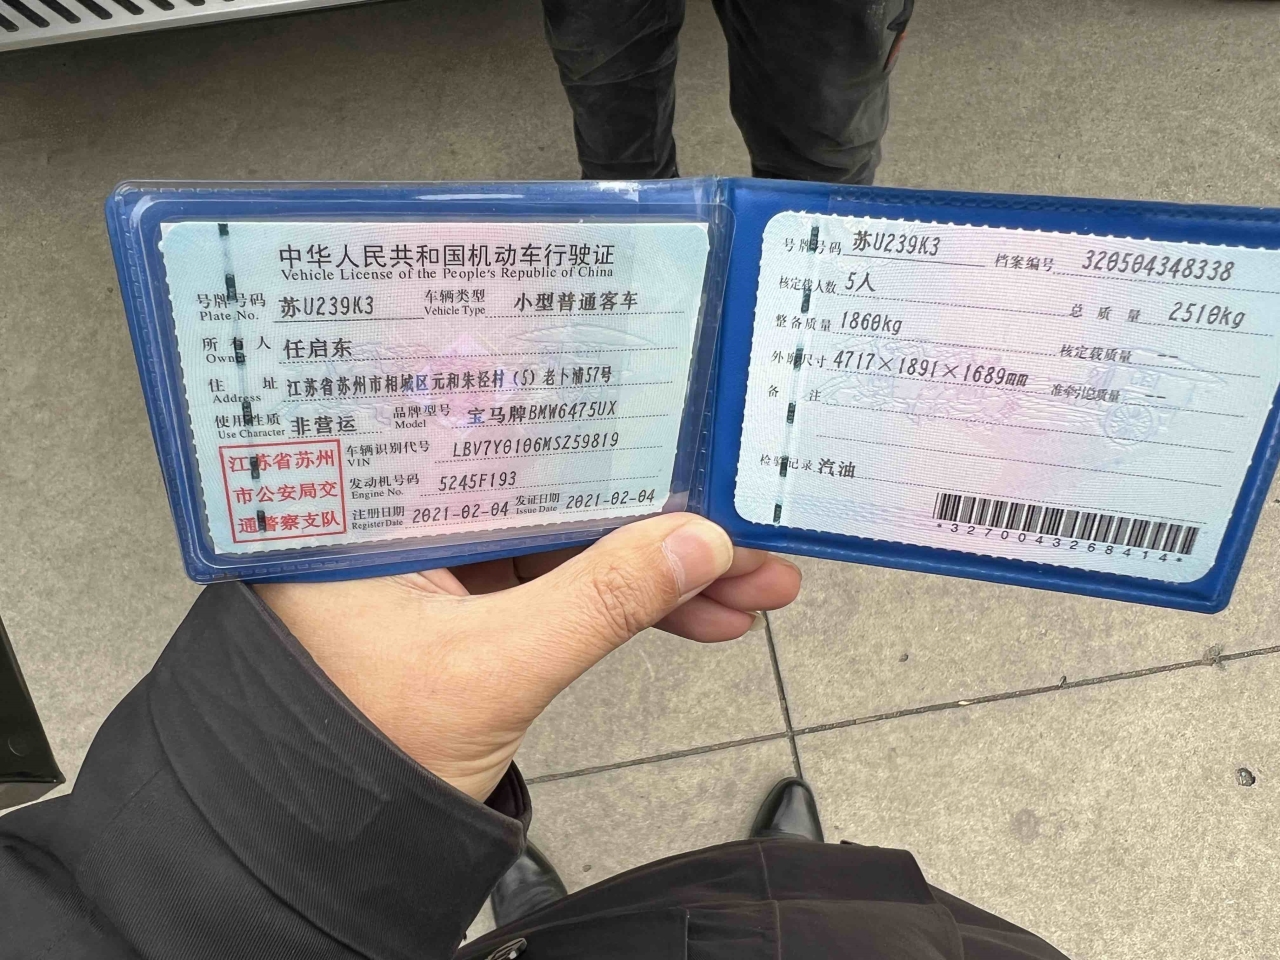 中华人民共和国机动车行驶证
Vehicle License of the People's Republic of China
号牌号码 苏U239K3 车辆类型 小型普通客车
Plate No. Vehicle Type
所有人 任启东
Owner
住址 江苏省苏州市相城区元和朱泾村(5)老卜浦57号
Address
使用性质 非营运 品牌型号 宝马牌BMW6475UX
Use Character Model
江苏省苏州
市公安局交
通警察支队
车辆识别代号 LBV7Y0106MSZ59819
VIN
发动机号码 5245F193
Engine No.
注册日期 2021-02-04 发证日期 2021-02-04
Register Date Issue Date
号牌号码 苏U239K3 档案编号 320504348338
核定载人数 5人 总质量 2510kg
整备质量 1860kg 核定载质量 --
外廓尺寸 4717×1891×1689mm 准牵引总质量 --
备注
检验记录 汽油
*3270043268414*